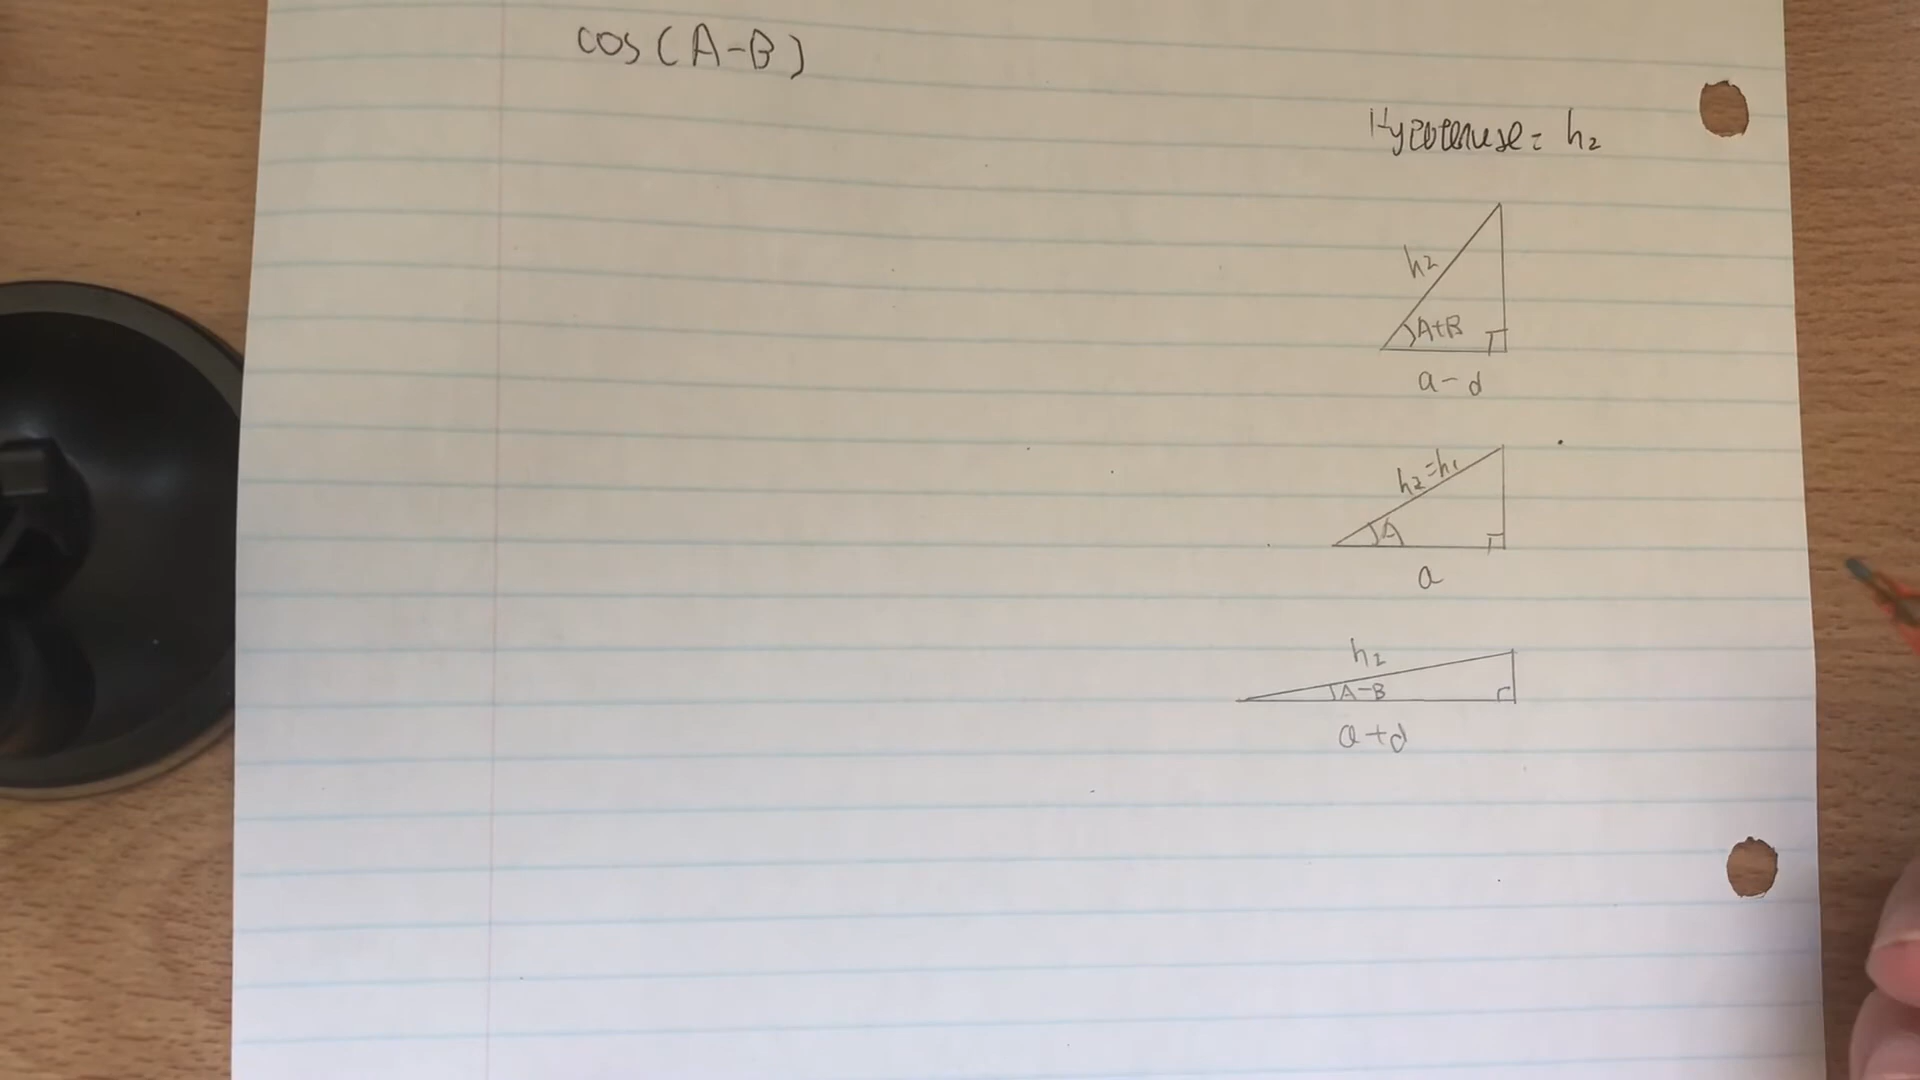 cos(A-B)
Hypotenuse = h₂
h₂
A+B
a-d
h₂=h₁
A
a
h₂
A-B
a+d